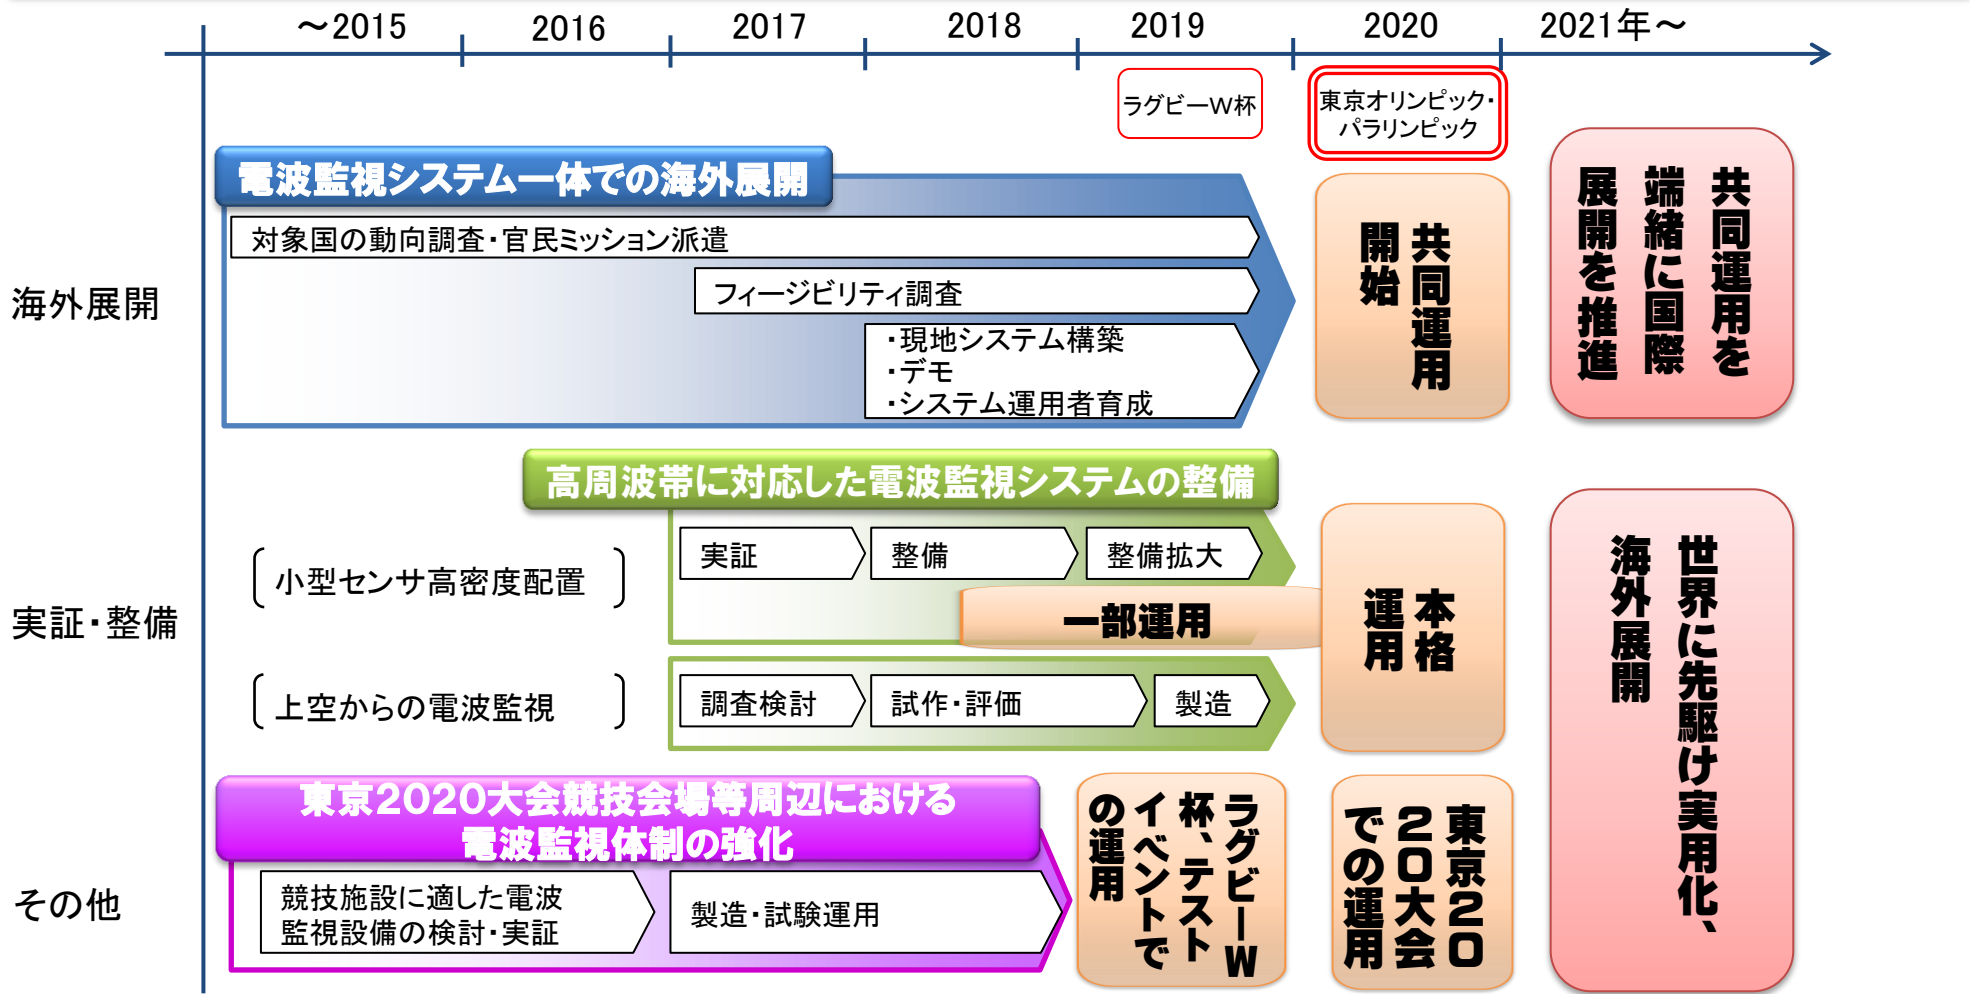 ～2015
2016
2017
2018
2019
2020
2021年～
ラグビーW杯
東京オリンピック・
パラリンピック
海外展開
電波監視システム一体での海外展開
対象国の動向調査・官民ミッション派遣
フィージビリティ調査
・現地システム構築
・デモ
・システム運用者育成
共同運用
開始
共同運用を
端緒に国際
展開を推進
実証・整備
高周波帯に対応した電波監視システムの整備
小型センサ高密度配置
実証
整備
整備拡大
一部運用
上空からの電波監視
調査検討
試作・評価
製造
本格
運用
世界に先駆け実用化、
海外展開
その他
東京2020大会競技会場等周辺における
電波監視体制の強化
競技施設に適した電波
監視設備の検討・実証
製造・試験運用
ラグビーW
杯、テスト
イベントで
の運用
東京20
20大会
での運用